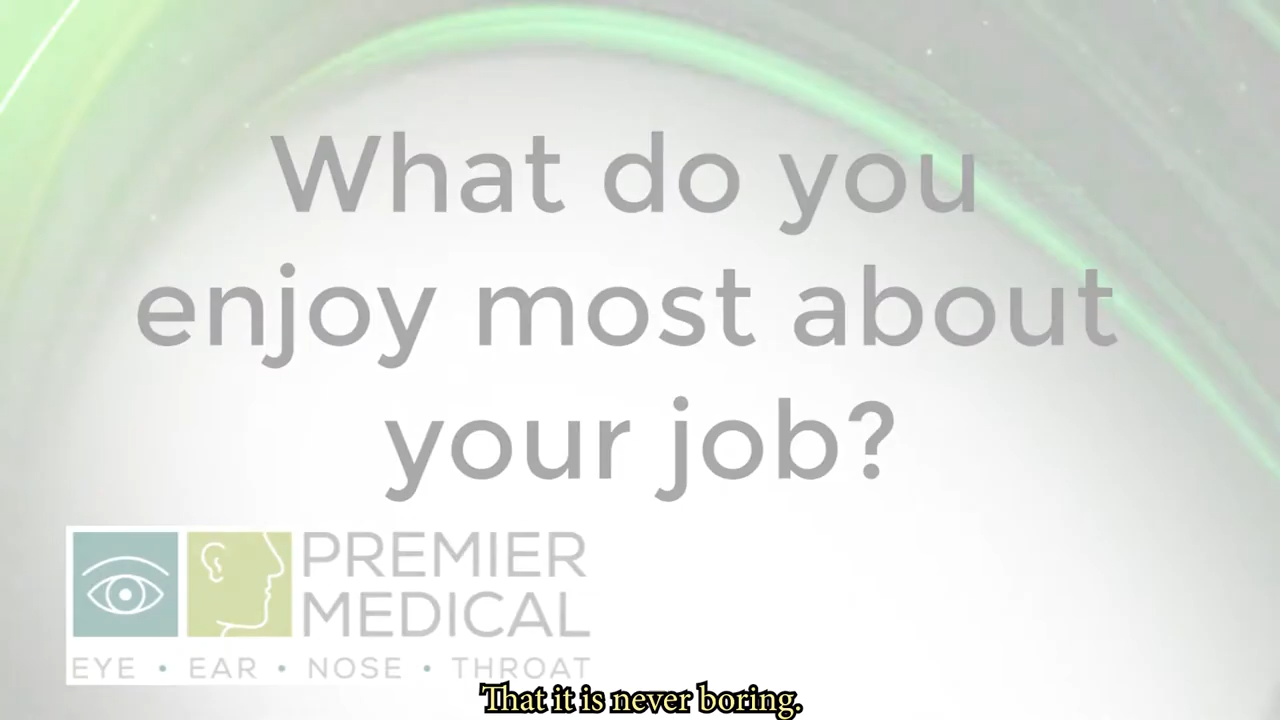 What do you
enjoy most about
your job?
PREMIER
MEDICAL
EYE • EAR • NOSE • THROAT
That it is never boring.